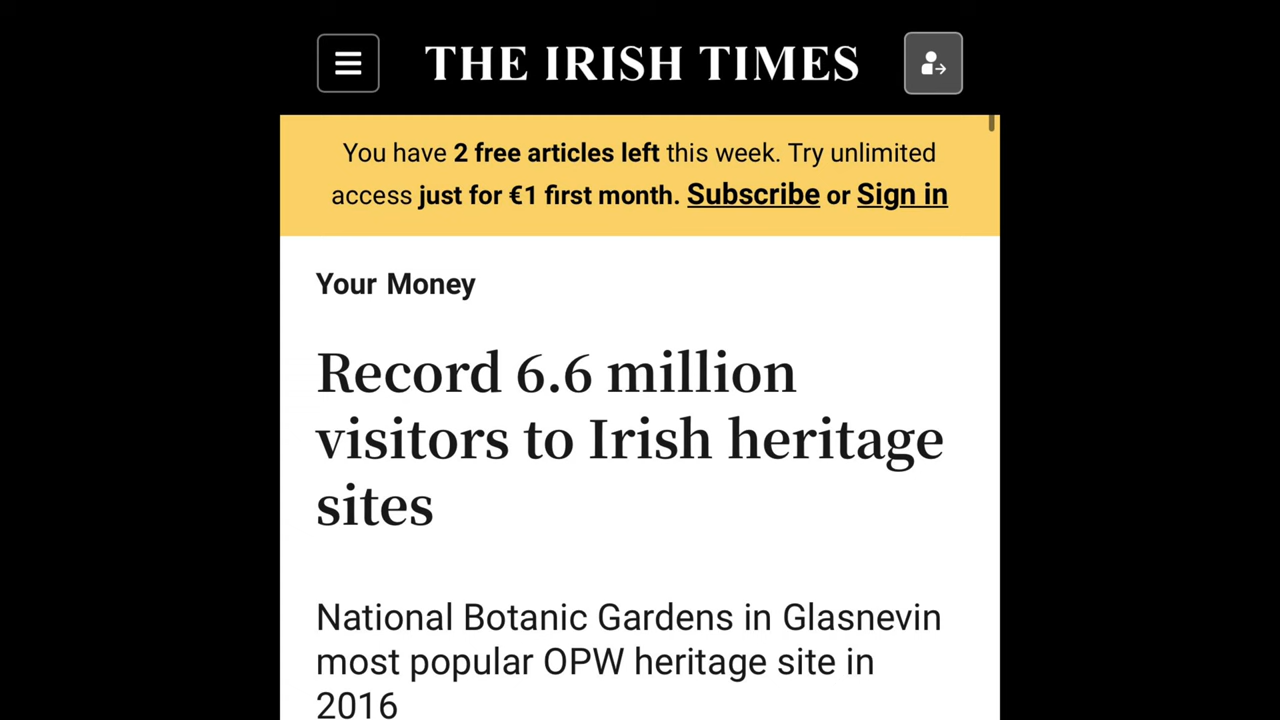 THE IRISH TIMES
You have 2 free articles left this week. Try unlimited
access just for €1 first month. Subscribe or Sign in
Your Money
Record 6.6 million
visitors to Irish heritage
sites
National Botanic Gardens in Glasnevin
most popular OPW heritage site in
2016